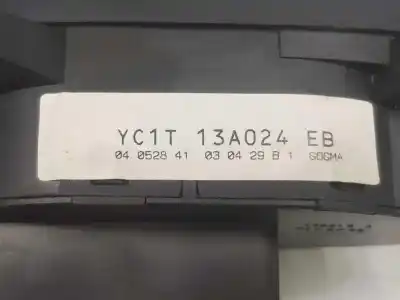 YC1T 13A024 EB
04 0528 41 03 04 29 B 1 SOGMA